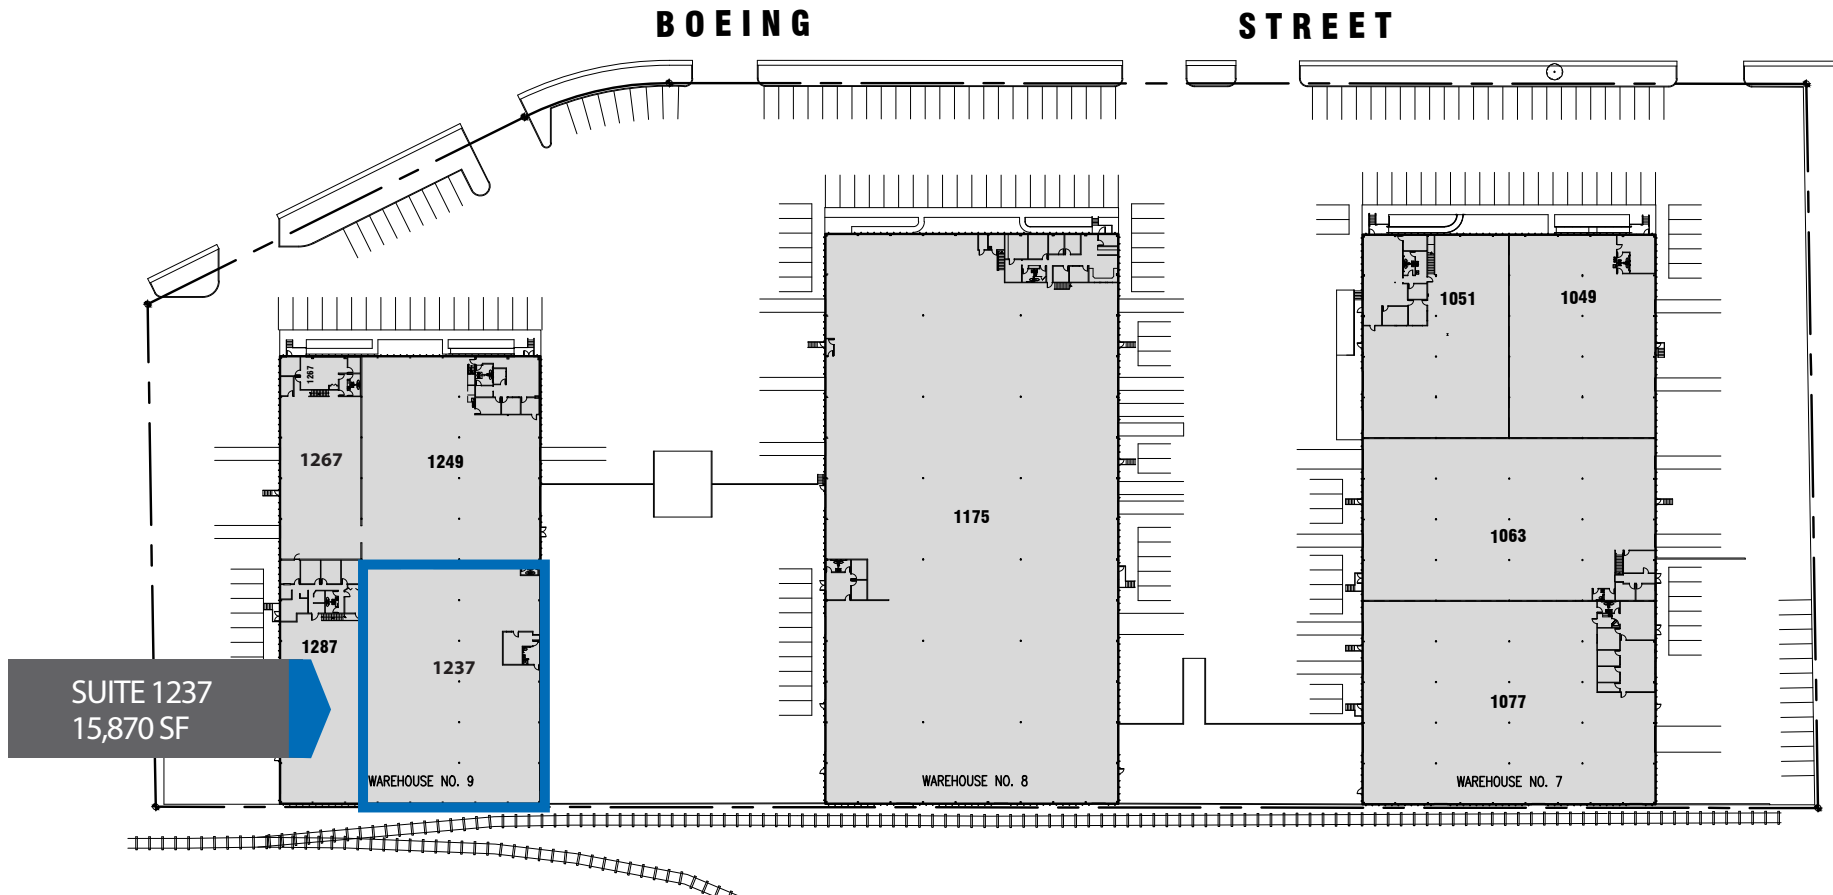 BOEING STREET
1267
1267
1249
1287
1237
WAREHOUSE NO. 9
SUITE 1237
15,870 SF
1175
WAREHOUSE NO. 8
1051
1049
1063
1077
WAREHOUSE NO. 7